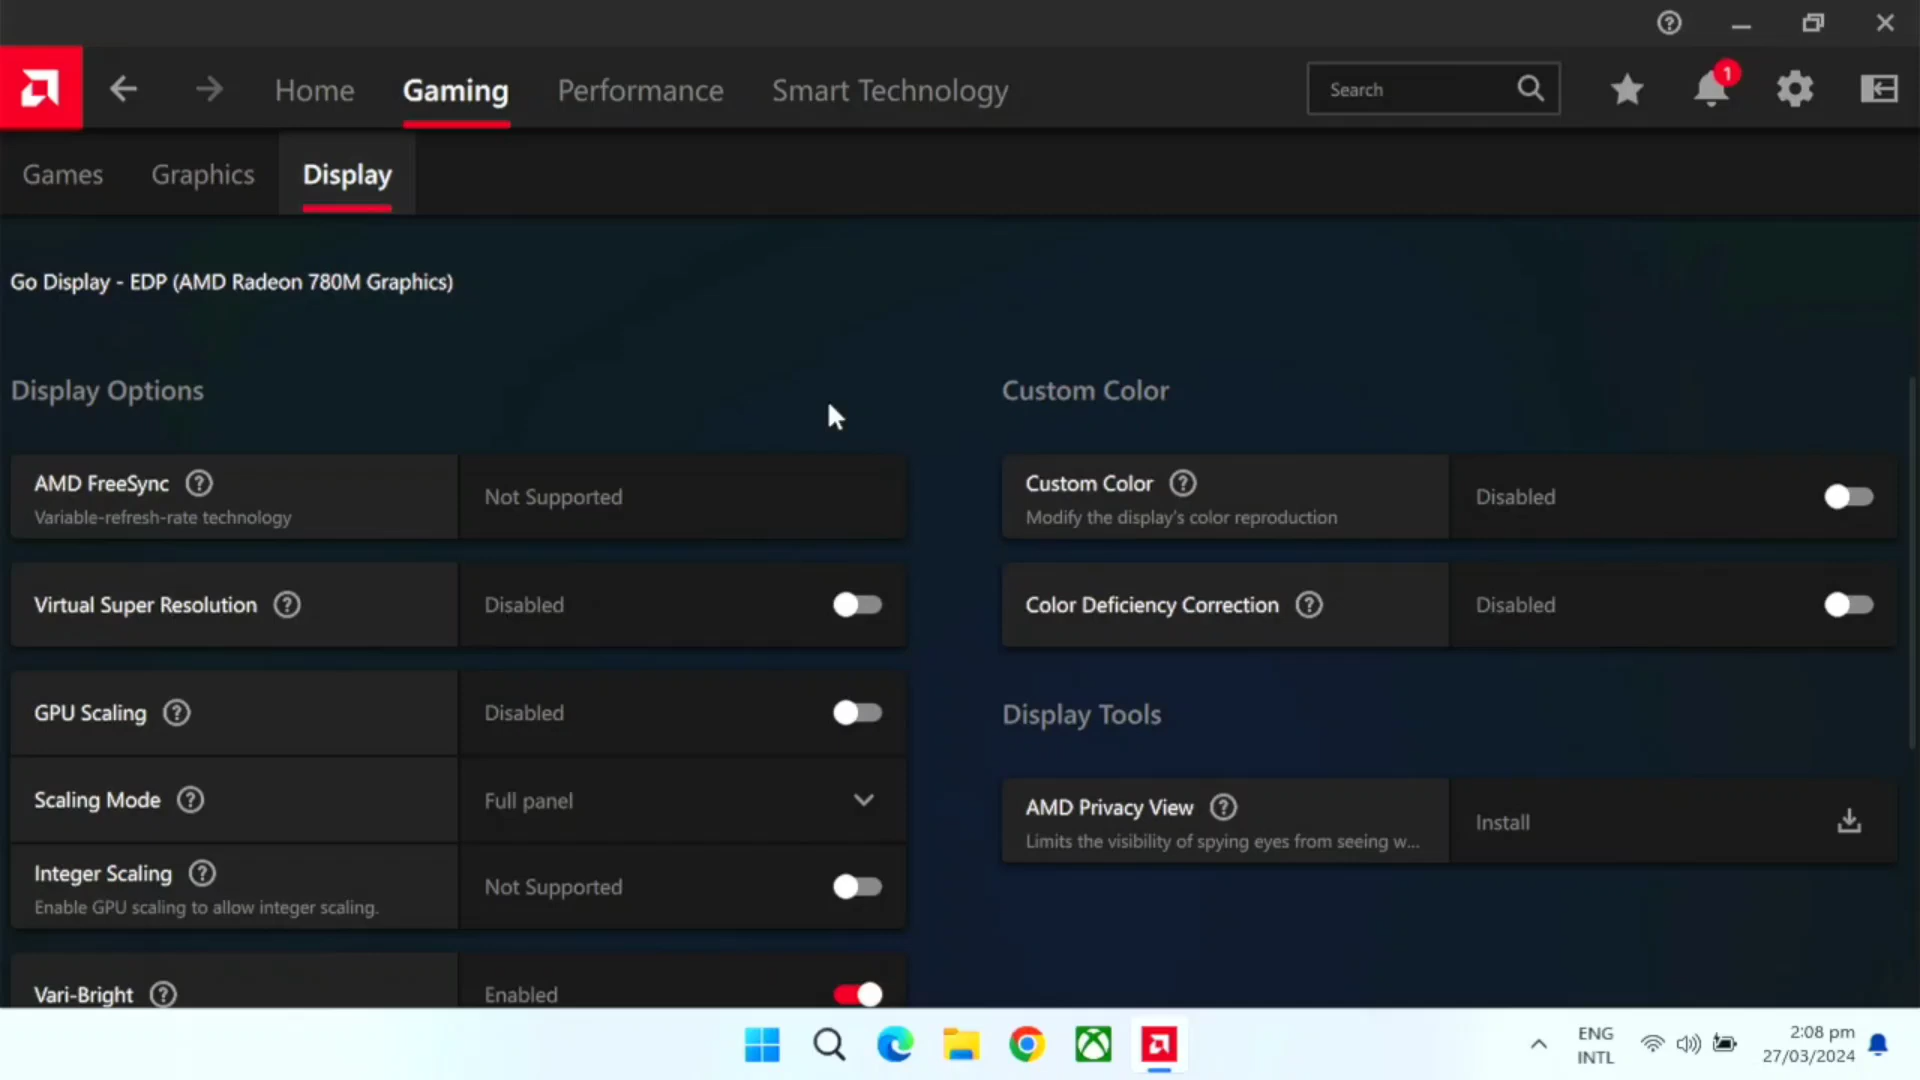 Home
Gaming
Performance
Smart Technology
Search
1
Games
Graphics
Display
Go Display - EDP (AMD Radeon 780M Graphics)
Display Options
AMD FreeSync
Variable-refresh-rate technology
Not Supported
Virtual Super Resolution
Disabled
GPU Scaling
Disabled
Scaling Mode
Full panel
Integer Scaling
Enable GPU scaling to allow integer scaling.
Not Supported
Vari-Bright
Enabled
Custom Color
Custom Color
Modify the display's color reproduction
Disabled
Color Deficiency Correction
Disabled
Display Tools
AMD Privacy View
Limits the visibility of spying eyes from seeing w...
Install
ENG
INTL
2:08 pm
27/03/2024